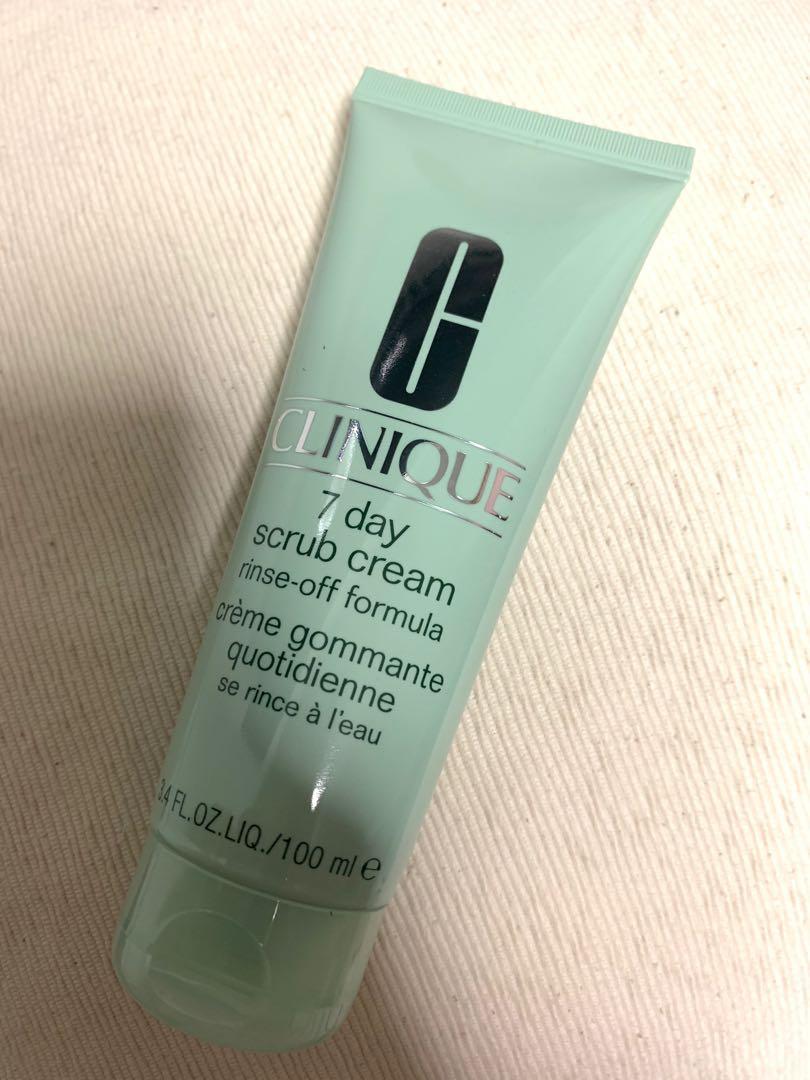 CLINIQUE
7 day
scrub cream
rinse-off formula
crème gommante
quotidienne
se rince à l'eau
3.4 FL.OZ.LIQ./100 ml ℮